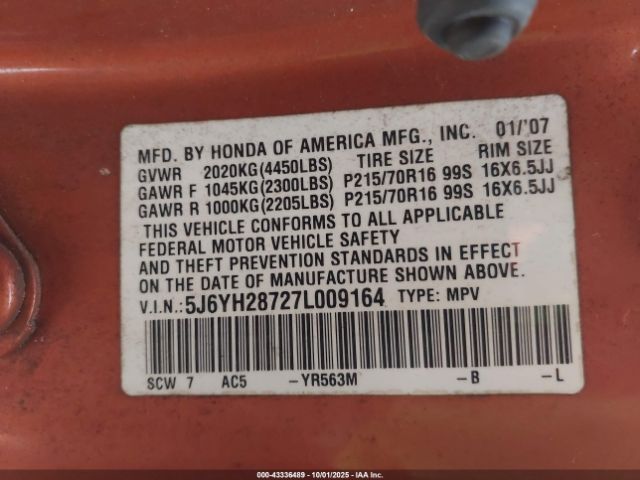 MFD. BY HONDA OF AMERICA MFG., INC. 01/'07
GVWR 2020KG(4450LBS) TIRE SIZE RIM SIZE
GAWR F 1045KG(2300LBS) P215/70R16 99S 16X6.5JJ
GAWR R 1000KG(2205LBS) P215/70R16 99S 16X6.5JJ
THIS VEHICLE CONFORMS TO ALL APPLICABLE
FEDERAL MOTOR VEHICLE SAFETY
AND THEFT PREVENTION STANDARDS IN EFFECT
ON THE DATE OF MANUFACTURE SHOWN ABOVE.
V.I.N.: 5J6YH28727L009164 TYPE: MPV
SCW 7 AC5 -YR563M -B -L
000-43336489 - 10/01/2025 - IAA Inc.